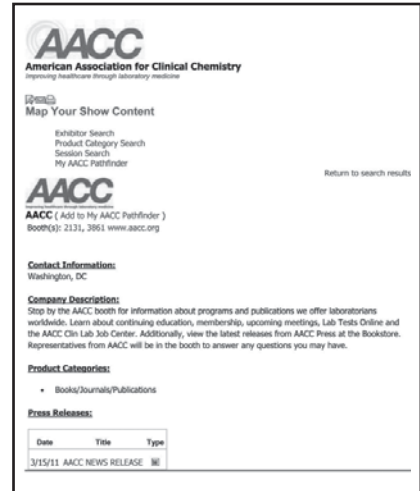 AACC
American Association for Clinical Chemistry
Improving healthcare through laboratory medicine
Map Your Show Content
Exhibitor Search
Product Category Search
Session Search
My AACC Pathfinder
Return to search results
AACC
Improving healthcare through laboratory medicine
AACC ( Add to My AACC Pathfinder )
Booth(s): 2131, 3861 www.aacc.org
Contact Information:
Washington, DC
Company Description:
Stop by the AACC booth for information about programs and publications we offer laboratorians
worldwide. Learn about continuing education, membership, upcoming meetings, Lab Tests Online and
the AACC Clin Lab Job Center. Additionally, view the latest releases from AACC Press at the Bookstore.
Representatives from AACC will be in the booth to answer any questions you may have.
Product Categories:
• Books/Journals/Publications
Press Releases:
Date Title Type
3/15/11 AACC NEWS RELEASE